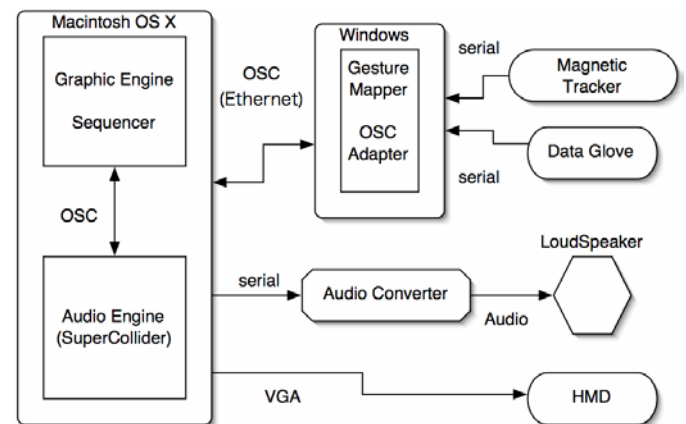 Macintosh OS X
Graphic Engine
Sequencer
OSC
Audio Engine
(SuperCollider)
OSC
(Ethernet)
Windows
Gesture
Mapper
OSC
Adapter
serial
Magnetic
Tracker
Data Glove
serial
LoudSpeaker
serial
Audio Converter
Audio
VGA
HMD